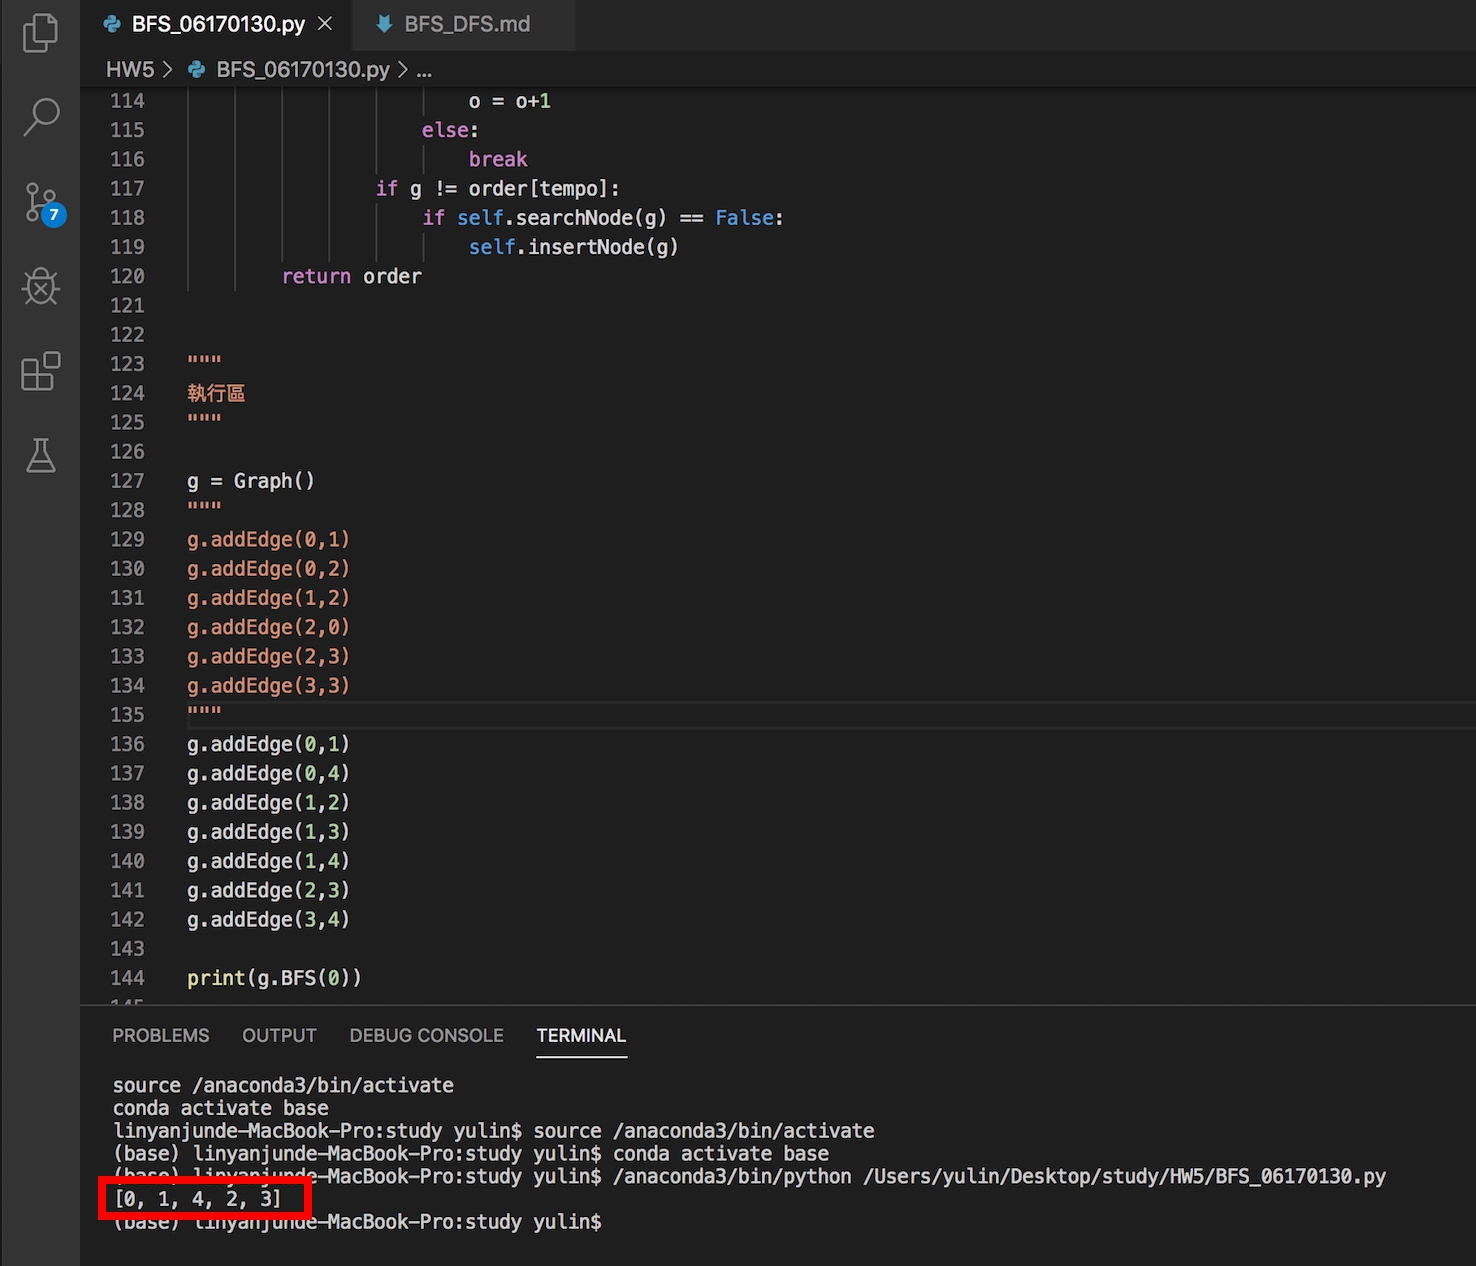 BFS_06170130.py
BFS_DFS.md
HW5 > BFS_06170130.py > ...
7
114 o = o+1
115 else:
116 break
117 if g != order[tempo]:
118 if self.searchNode(g) == False:
119 self.insertNode(g)
120 return order
121
122
123 """
124 執行區
125 """
126
127 g = Graph()
128 """
129 g.addEdge(0,1)
130 g.addEdge(0,2)
131 g.addEdge(1,2)
132 g.addEdge(2,0)
133 g.addEdge(2,3)
134 g.addEdge(3,3)
135 """
136 g.addEdge(0,1)
137 g.addEdge(0,4)
138 g.addEdge(1,2)
139 g.addEdge(1,3)
140 g.addEdge(1,4)
141 g.addEdge(2,3)
142 g.addEdge(3,4)
143
144 print(g.BFS(0))
145
PROBLEMS OUTPUT DEBUG CONSOLE TERMINAL
source /anaconda3/bin/activate
conda activate base
linyanjunde-MacBook-Pro:study yulin$ source /anaconda3/bin/activate
(base) linyanjunde-MacBook-Pro:study yulin$ conda activate base
(base) linyanjunde-MacBook-Pro:study yulin$ /anaconda3/bin/python /Users/yulin/Desktop/study/HW5/BFS_06170130.py
[0, 1, 4, 2, 3]
(base) linyanjunde-MacBook-Pro:study yulin$